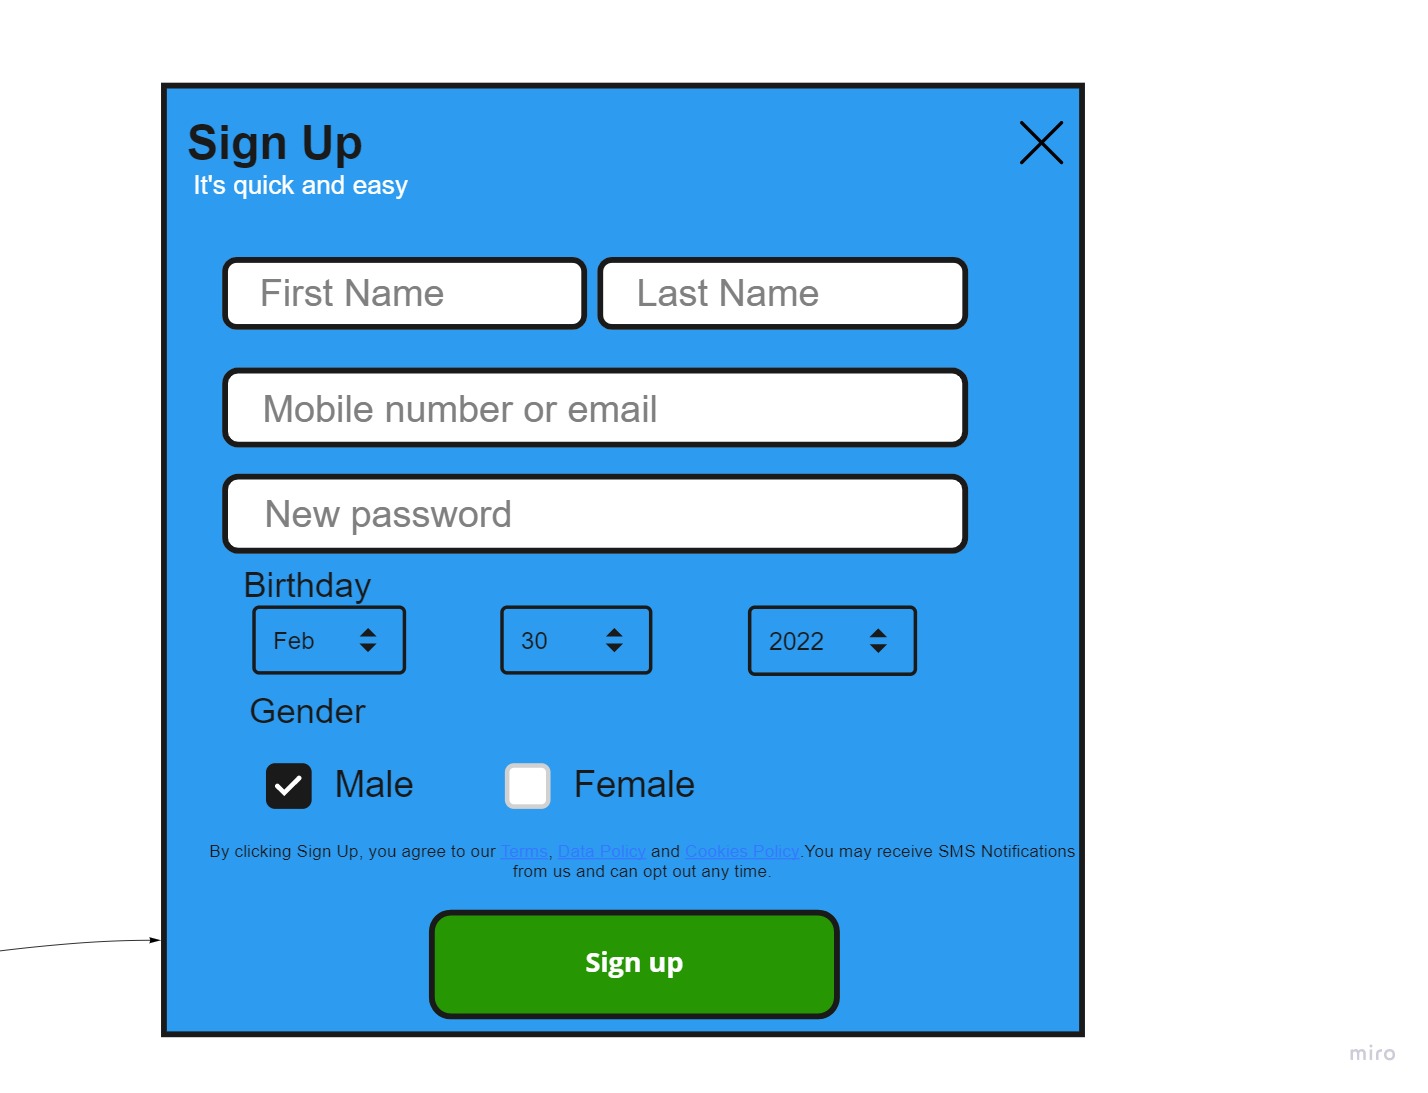 Sign Up
It's quick and easy
First Name Last Name
Mobile number or email
New password
Birthday
Feb 30 2022
Gender
Male Female
By clicking Sign Up, you agree to our Terms, Data Policy and Cookies Policy.You may receive SMS Notifications
from us and can opt out any time.
Sign up
miro